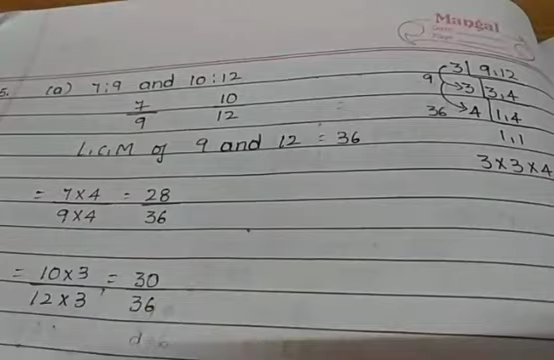 Mangal
5. (a) 7:9 and 10:12
7/9 10/12
L.C.M of 9 and 12 = 36
= 7×4/9×4 = 28/36
= 10×3/12×3 = 30/36
3 | 9,12
9 3 | 3,4
36 4 | 1,4
1,1
3×3×4